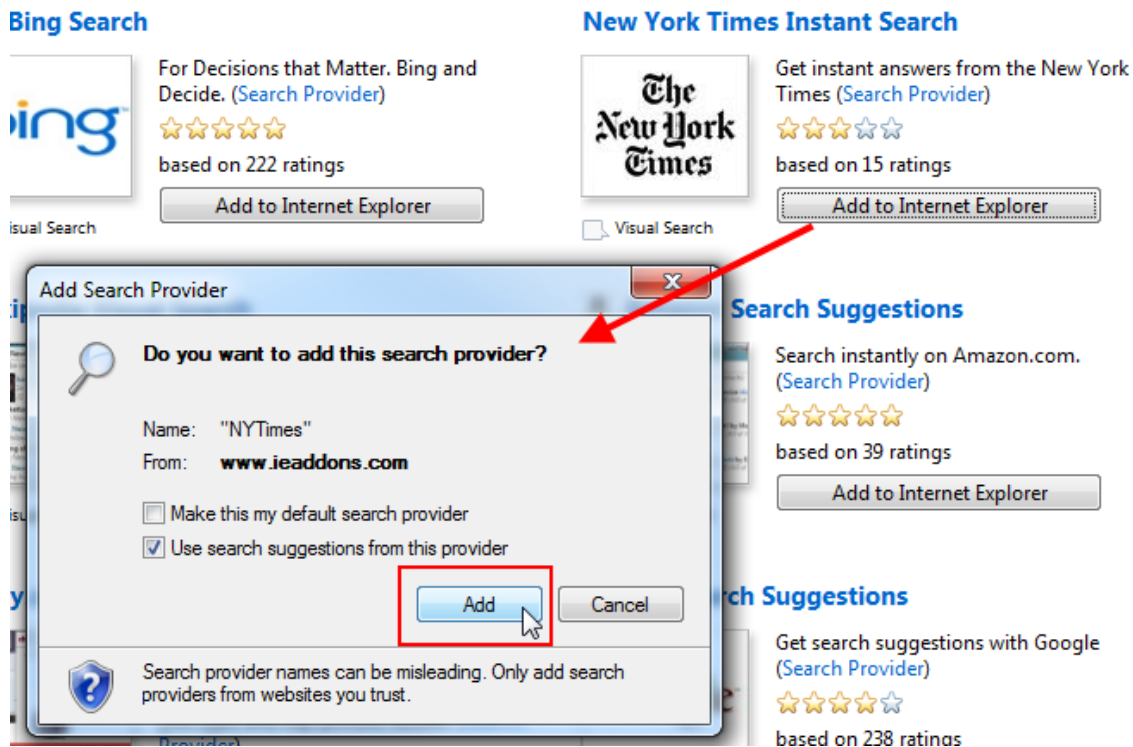 Bing Search
For Decisions that Matter. Bing and
Decide. (Search Provider)
based on 222 ratings
Add to Internet Explorer
Visual Search
New York Times Instant Search
The
New York
Times
Get instant answers from the New York
Times (Search Provider)
based on 15 ratings
Add to Internet Explorer
Visual Search
Search Suggestions
Search instantly on Amazon.com.
(Search Provider)
based on 39 ratings
Add to Internet Explorer
Add Search Provider
Do you want to add this search provider?
Name: "NYTimes"
From: www.ieaddons.com
Make this my default search provider
Use search suggestions from this provider
Add
Cancel
Search provider names can be misleading. Only add search
providers from websites you trust.
Suggestions
Get search suggestions with Google
(Search Provider)
based on 238 ratings
Provider)